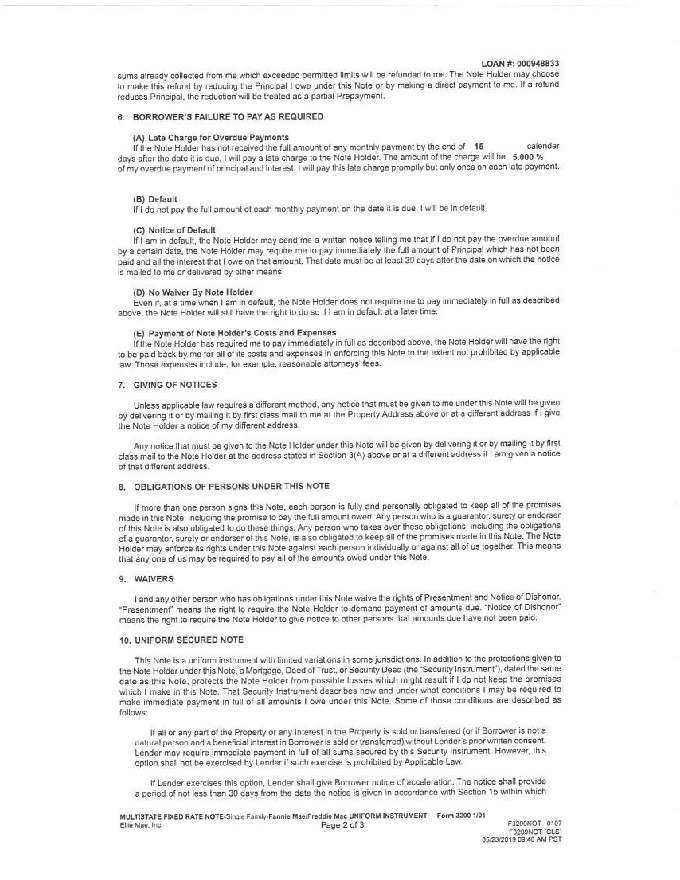 LOAN #: 000948833
sums already collected from me which exceeded permitted limits will be refunded to me. The Note Holder may choose
to make this refund by reducing the Principal I owe under this Note or by making a direct payment to me. If a refund
reduces Principal, the reduction will be treated as a partial Prepayment.
6. BORROWER'S FAILURE TO PAY AS REQUIRED
(A) Late Charge for Overdue Payments
If the Note Holder has not received the full amount of any monthly payment by the end of 15 calendar
days after the date it is due, I will pay a late charge to the Note Holder. The amount of the charge will be 5.000 %
of my overdue payment of principal and interest. I will pay this late charge promptly but only once on each late payment.
(B) Default
If I do not pay the full amount of each monthly payment on the date it is due, I will be in default.
(C) Notice of Default
If I am in default, the Note Holder may send me a written notice telling me that if I do not pay the overdue amount
by a certain date, the Note Holder may require me to pay immediately the full amount of Principal which has not been
paid and all the interest that I owe on that amount. That date must be at least 30 days after the date on which the notice
is mailed to me or delivered by other means.
(D) No Waiver By Note Holder
Even if, at a time when I am in default, the Note Holder does not require me to pay immediately in full as described
above, the Note Holder will still have the right to do so if I am in default at a later time.
(E) Payment of Note Holder's Costs and Expenses
If the Note Holder has required me to pay immediately in full as described above, the Note Holder will have the right
to be paid back by me for all of its costs and expenses in enforcing this Note to the extent not prohibited by applicable
law. Those expenses include, for example, reasonable attorneys' fees.
7. GIVING OF NOTICES
Unless applicable law requires a different method, any notice that must be given to me under this Note will be given
by delivering it or by mailing it by first class mail to me at the Property Address above or at a different address if I give
the Note Holder a notice of my different address.
Any notice that must be given to the Note Holder under this Note will be given by delivering it or by mailing it by first
class mail to the Note Holder at the address stated in Section 3(A) above or at a different address if I am given a notice
of that different address.
8. OBLIGATIONS OF PERSONS UNDER THIS NOTE
If more than one person signs this Note, each person is fully and personally obligated to keep all of the promises
made in this Note, including the promise to pay the full amount owed. Any person who is a guarantor, surety or endorser
of this Note is also obligated to do these things. Any person who takes over these obligations, including the obligations
of a guarantor, surety or endorser of this Note, is also obligated to keep all of the promises made in this Note. The Note
Holder may enforce its rights under this Note against each person individually or against all of us together. This means
that any one of us may be required to pay all of the amounts owed under this Note.
9. WAIVERS
I and any other person who has obligations under this Note waive the rights of Presentment and Notice of Dishonor.
"Presentment" means the right to require the Note Holder to demand payment of amounts due. "Notice of Dishonor"
means the right to require the Note Holder to give notice to other persons that amounts due have not been paid.
10. UNIFORM SECURED NOTE
This Note is a uniform instrument with limited variations in some jurisdictions. In addition to the protections given to
the Note Holder under this Note, a Mortgage, Deed of Trust, or Security Deed (the "Security Instrument"), dated the same
date as this Note, protects the Note Holder from possible losses which might result if I do not keep the promises
which I make in this Note. That Security Instrument describes how and under what conditions I may be required to
make immediate payment in full of all amounts I owe under this Note. Some of those conditions are described as
follows:
If all or any part of the Property or any Interest in the Property is sold or transferred (or if Borrower is not a
natural person and a beneficial interest in Borrower is sold or transferred) without Lender's prior written consent,
Lender may require immediate payment in full of all sums secured by this Security Instrument. However, this
option shall not be exercised by Lender if such exercise is prohibited by Applicable Law.
If Lender exercises this option, Lender shall give Borrower notice of acceleration. The notice shall provide
a period of not less than 30 days from the date the notice is given in accordance with Section 15 within which
MULTISTATE FIXED RATE NOTE-Single Family-Fannie Mae/Freddie Mac UNIFORM INSTRUMENT Form 3200 1/01
Ellie Mae, Inc. Page 2 of 3 F3200NOT 0107
F3200NOT (CLS)
05/23/2019 09:46 AM PST